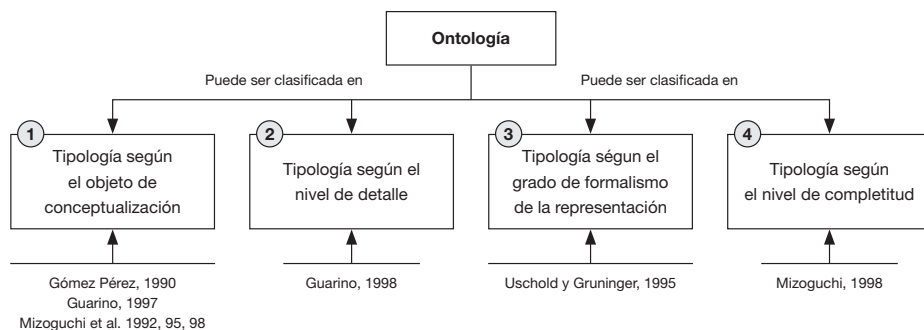 Ontología
Puede ser clasificada en
Puede ser clasificada en
1
Tipología según
el objeto de
conceptualización
2
Tipología según el
nivel de detalle
3
Tipología ségun el
grado de formalismo
de la representación
4
Tipología según
el nivel de completitud
Gómez Pérez, 1990
Guarino, 1997
Mizoguchi et al. 1992, 95, 98
Guarino, 1998
Uschold y Gruninger, 1995
Mizoguchi, 1998